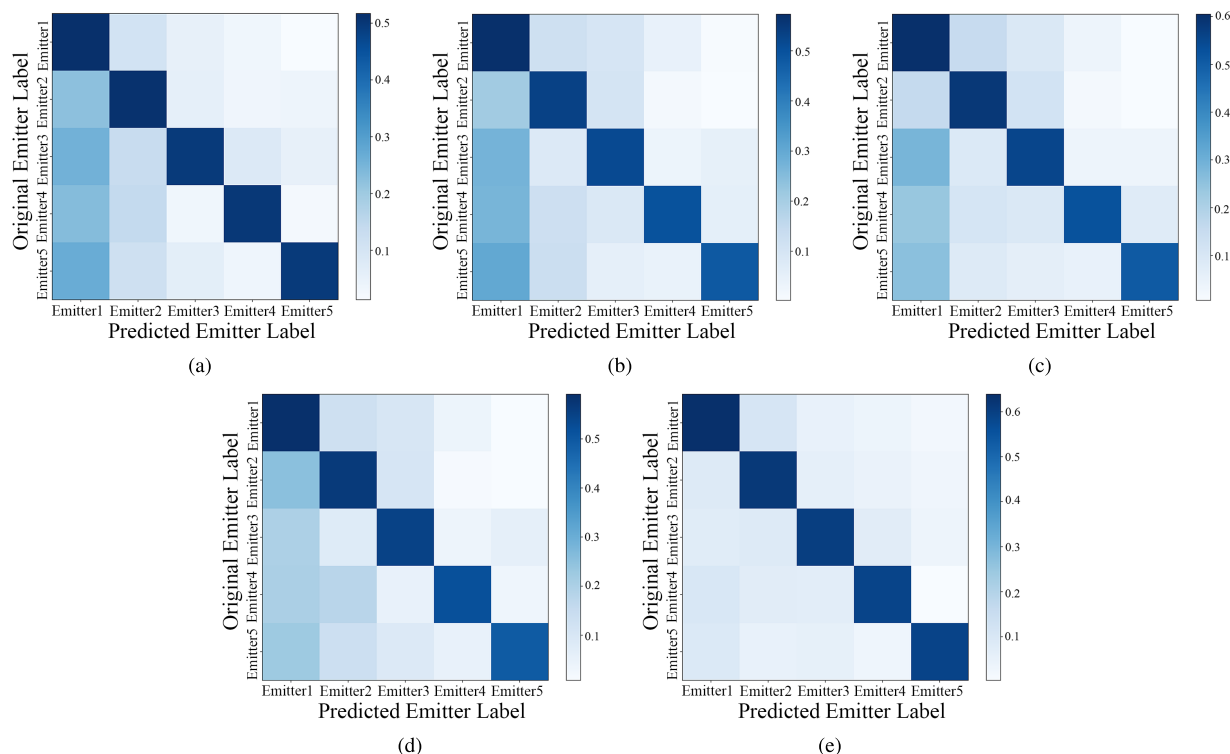 Original Emitter Label
Emitter1
Emitter2
Emitter3
Emitter4
Emitter5
0.5
0.4
0.3
0.2
0.1
Emitter1 Emitter2 Emitter3 Emitter4 Emitter5
Predicted Emitter Label
(a)
Original Emitter Label
Emitter1
Emitter2
Emitter3
Emitter4
Emitter5
0.5
0.4
0.3
0.2
0.1
Emitter1 Emitter2 Emitter3 Emitter4 Emitter5
Predicted Emitter Label
(b)
Original Emitter Label
Emitter1
Emitter2
Emitter3
Emitter4
Emitter5
0.6
0.5
0.4
0.3
0.2
0.1
Emitter1 Emitter2 Emitter3 Emitter4 Emitter5
Predicted Emitter Label
(c)
Original Emitter Label
Emitter1
Emitter2
Emitter3
Emitter4
Emitter5
0.5
0.4
0.3
0.2
0.1
Emitter1 Emitter2 Emitter3 Emitter4 Emitter5
Predicted Emitter Label
(d)
Original Emitter Label
Emitter1
Emitter2
Emitter3
Emitter4
Emitter5
0.6
0.5
0.4
0.3
0.2
0.1
Emitter1 Emitter2 Emitter3 Emitter4 Emitter5
Predicted Emitter Label
(e)